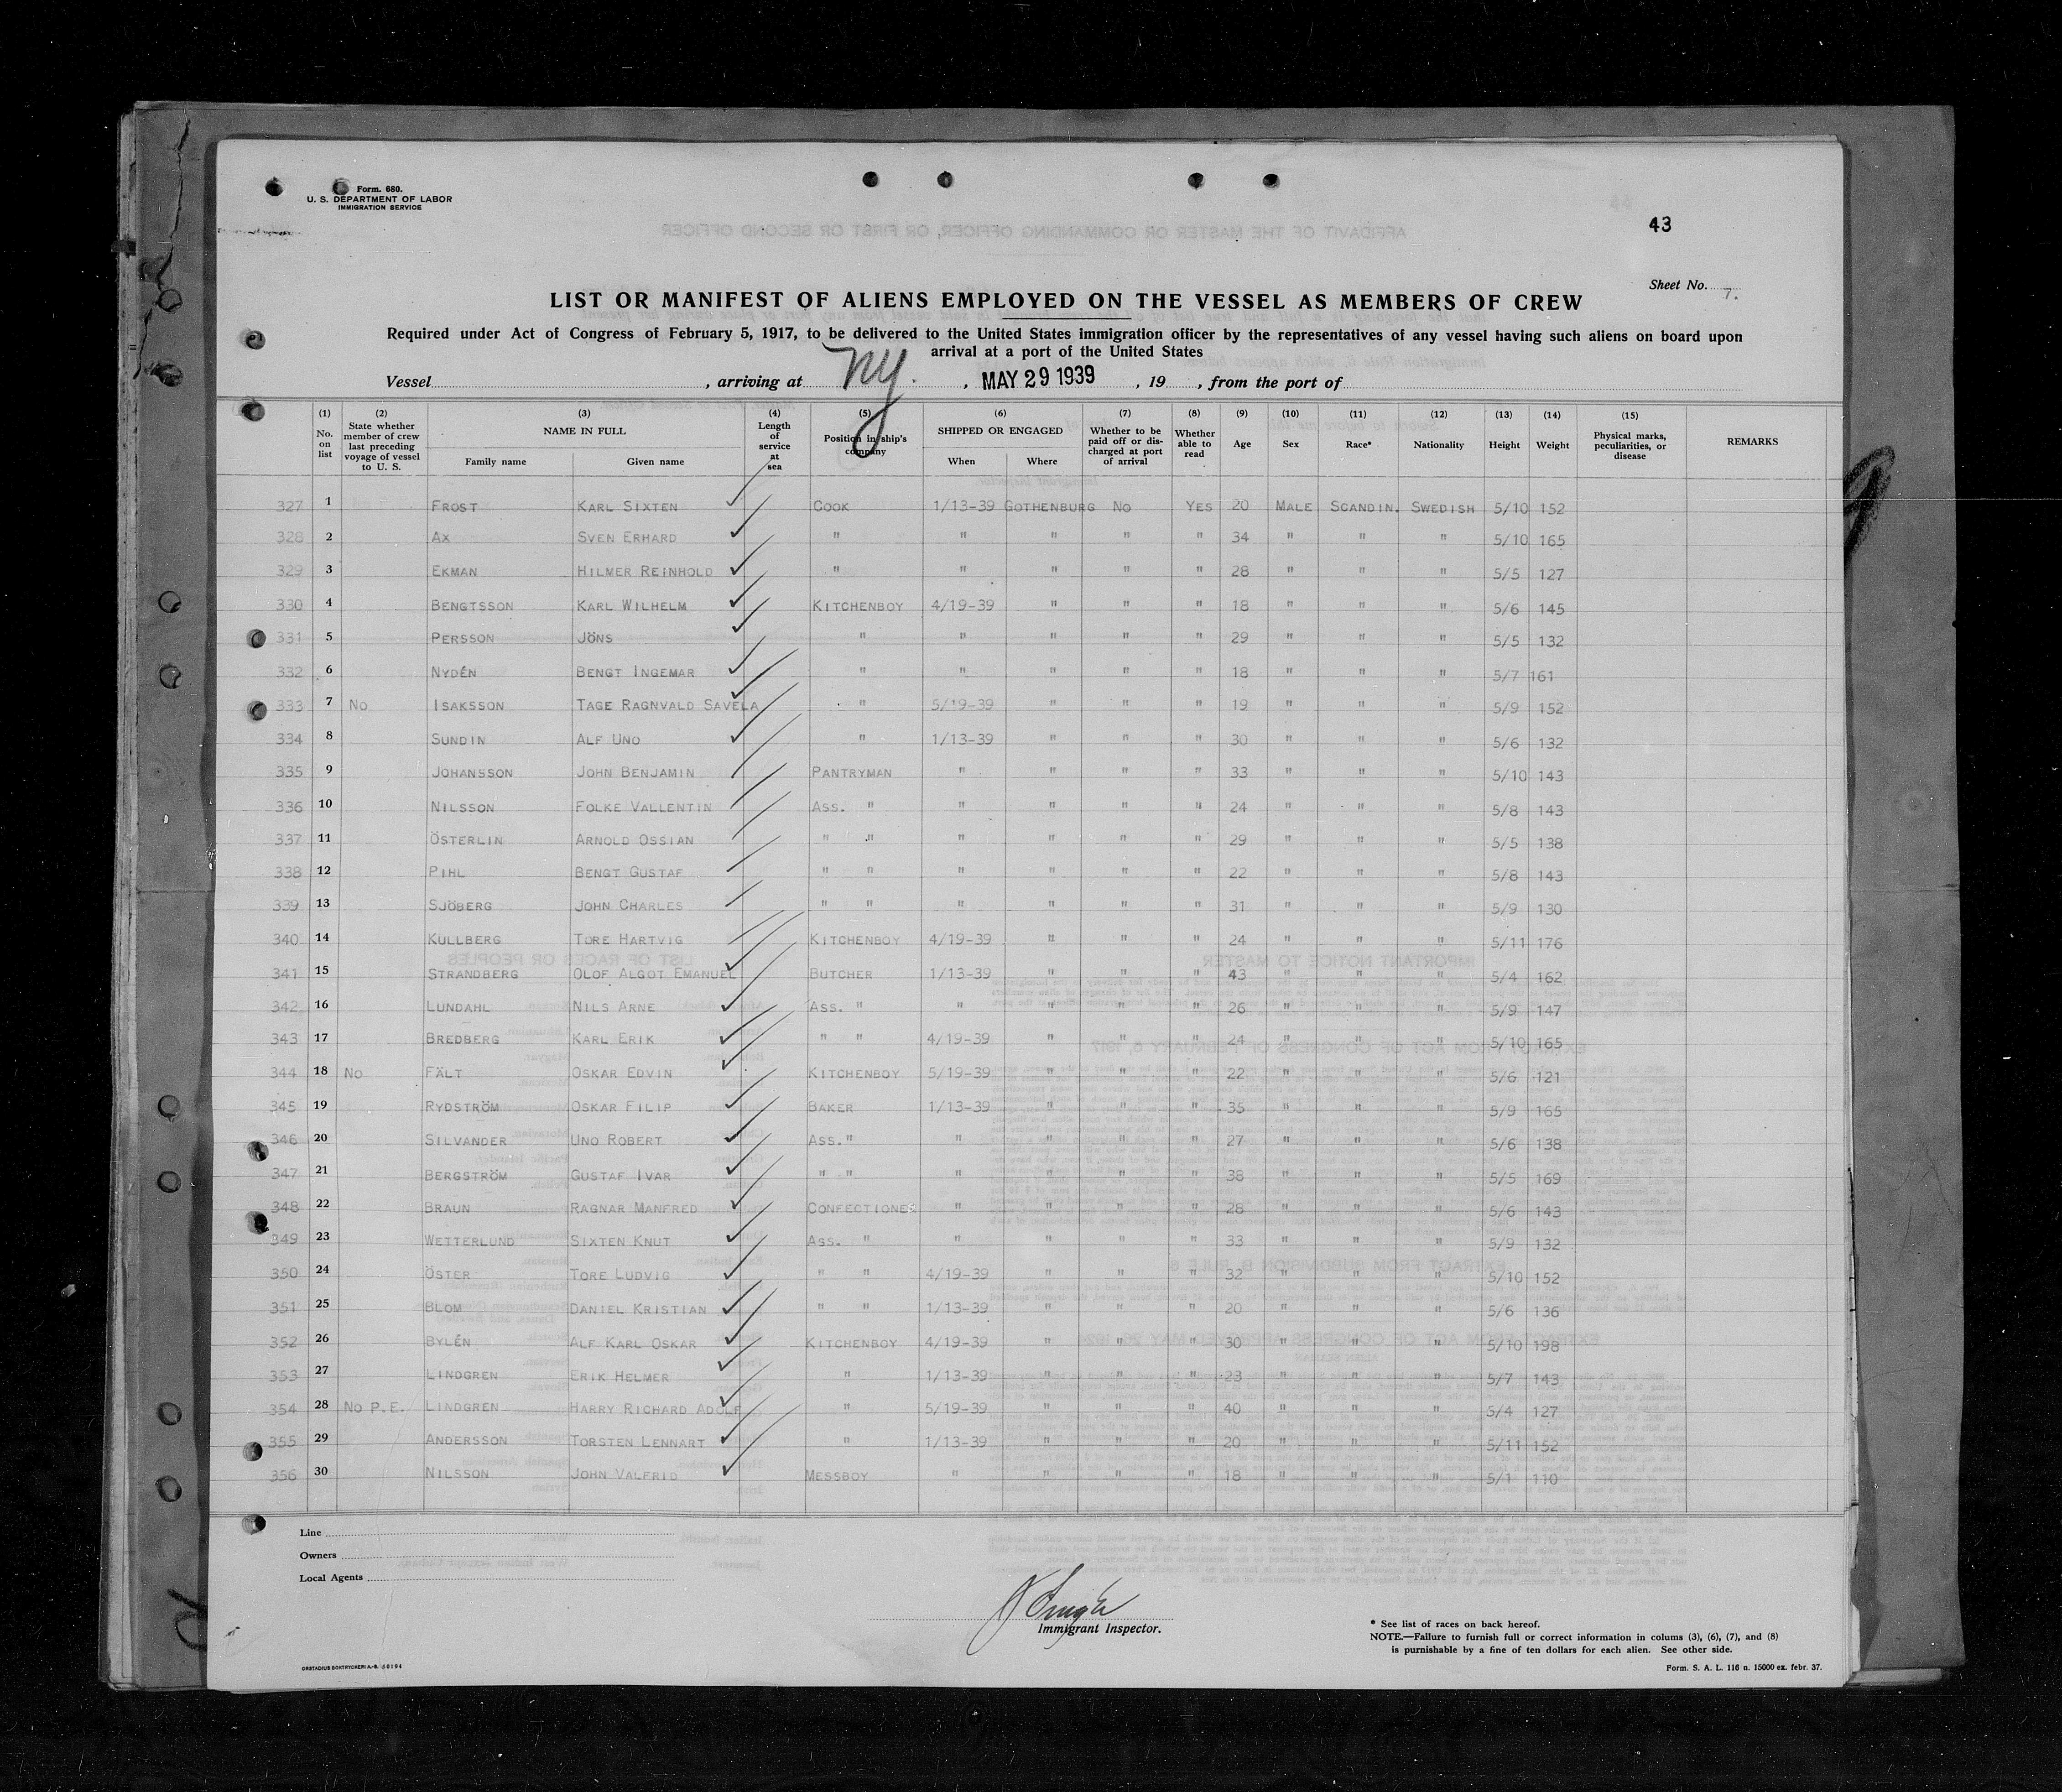 Form. 680.
U. S. DEPARTMENT OF LABOR
IMMIGRATION SERVICE
43
Sheet No. 7.
LIST OR MANIFEST OF ALIENS EMPLOYED ON THE VESSEL AS MEMBERS OF CREW
Required under Act of Congress of February 5, 1917, to be delivered to the United States immigration officer by the representatives of any vessel having such aliens on board upon
arrival at a port of the United States
Vessel , arriving at NY. , MAY 29 1939 , 19 , from the port of
(1) No. on list (2) State whether member of crew last preceding voyage of vessel to U. S. (3) NAME IN FULL Family name Given name (4) Length of service at sea (5) Position in ship's company (6) SHIPPED OR ENGAGED When Where (7) Whether to be paid off or discharged at port of arrival (8) Whether able to read (9) Age (10) Sex (11) Race* (12) Nationality (13) Height (14) Weight (15) Physical marks, peculiarities, or disease REMARKS
327 1 FROST KARL SIXTEN COOK 1/13-39 GOTHENBURG NO YES 20 MALE SCANDIN. SWEDISH 5/10 152
328 2 AX SVEN ERHARD " " " " " 34 " " " 5/10 165
329 3 EKMAN HILMER REINHOLD " " " " " 28 " " " 5/5 127
330 4 BENGTSSON KARL WILHELM KITCHENBOY 4/19-39 " " " 18 " " " 5/6 145
331 5 PERSSON JÖNS " " " " " 29 " " " 5/5 132
332 6 NYDÉN BENGT INGEMAR " " " " " 18 " " " 5/7 161
333 7 NO ISAKSSON TAGE RAGNVALD SAVELA " 5/19-39 " " " 19 " " " 5/9 152
334 8 SUNDIN ALF UNO " 1/13-39 " " " 30 " " " 5/6 132
335 9 JOHANSSON JOHN BENJAMIN PANTRYMAN " " " " 33 " " " 5/10 143
336 10 NILSSON FOLKE VALLENTIN ASS. " " " " " 24 " " " 5/8 143
337 11 ÖSTERLIN ARNOLD OSSIAN " " " " " " 29 " " " 5/5 138
338 12 PIHL BENGT GUSTAF " " " " " " 22 " " " 5/8 143
339 13 SJÖBERG JOHN CHARLES " " " " " " 31 " " " 5/9 130
340 14 KULLBERG TORE HARTVIG KITCHENBOY 4/19-39 " " " 24 " " " 5/11 176
341 15 STRANDBERG OLOF ALGOT EMANUEL BUTCHER 1/13-39 " " " 43 " " " 5/4 162
342 16 LUNDAHL NILS ARNE ASS. " " " " " 26 " " " 5/9 147
343 17 BREDBERG KARL ERIK " " 4/19-39 " " " 24 " " " 5/10 165
344 18 NO FÄLT OSKAR EDVIN KITCHENBOY 5/19-39 " " " 22 " " " 5/6 121
345 19 RYDSTRÖM OSKAR FILIP BAKER 1/13-39 " " " 35 " " " 5/9 165
346 20 SILVANDER UNO ROBERT ASS. " " " " " 27 " " " 5/6 138
347 21 BERGSTRÖM GUSTAF IVAR " " " " " " 38 " " " 5/5 169
348 22 BRAUN RAGNAR MANFRED CONFECTIONER " " " " 28 " " " 5/6 143
349 23 WETTERLUND SIXTEN KNUT ASS. " " " " " 33 " " " 5/9 132
350 24 ÖSTER TORE LUDVIG " " 4/19-39 " " " 32 " " " 5/10 152
351 25 BLOM DANIEL KRISTIAN " " 1/13-39 " " " 20 " " " 5/6 136
352 26 BYLÉN ALF KARL OSKAR KITCHENBOY 4/19-39 " " " 30 " " " 5/10 198
353 27 LINDGREN ERIK HELMER " 1/13-39 " " " 23 " " " 5/7 143
354 28 NO P.E. LINDGREN HARRY RICHARD ADOLF " 5/19-39 " " " 40 " " " 5/4 127
355 29 ANDERSSON TORSTEN LENNART " 1/13-39 " " " 20 " " " 5/11 152
356 30 NILSSON JOHN VALFRID MESSBOY " " " " 18 " " " 5/1 110
Line
Owners
Local Agents
Immigrant Inspector.
* See list of races on back hereof.
NOTE.—Failure to furnish full or correct information in colums (3), (6), (7), and (8)
is punishable by a fine of ten dollars for each alien. See other side.
ORSTADIUS BOKTRYCKERI A.-B. 50194
Form. S. A. L. 116 n. 15000 ex. febr. 37.